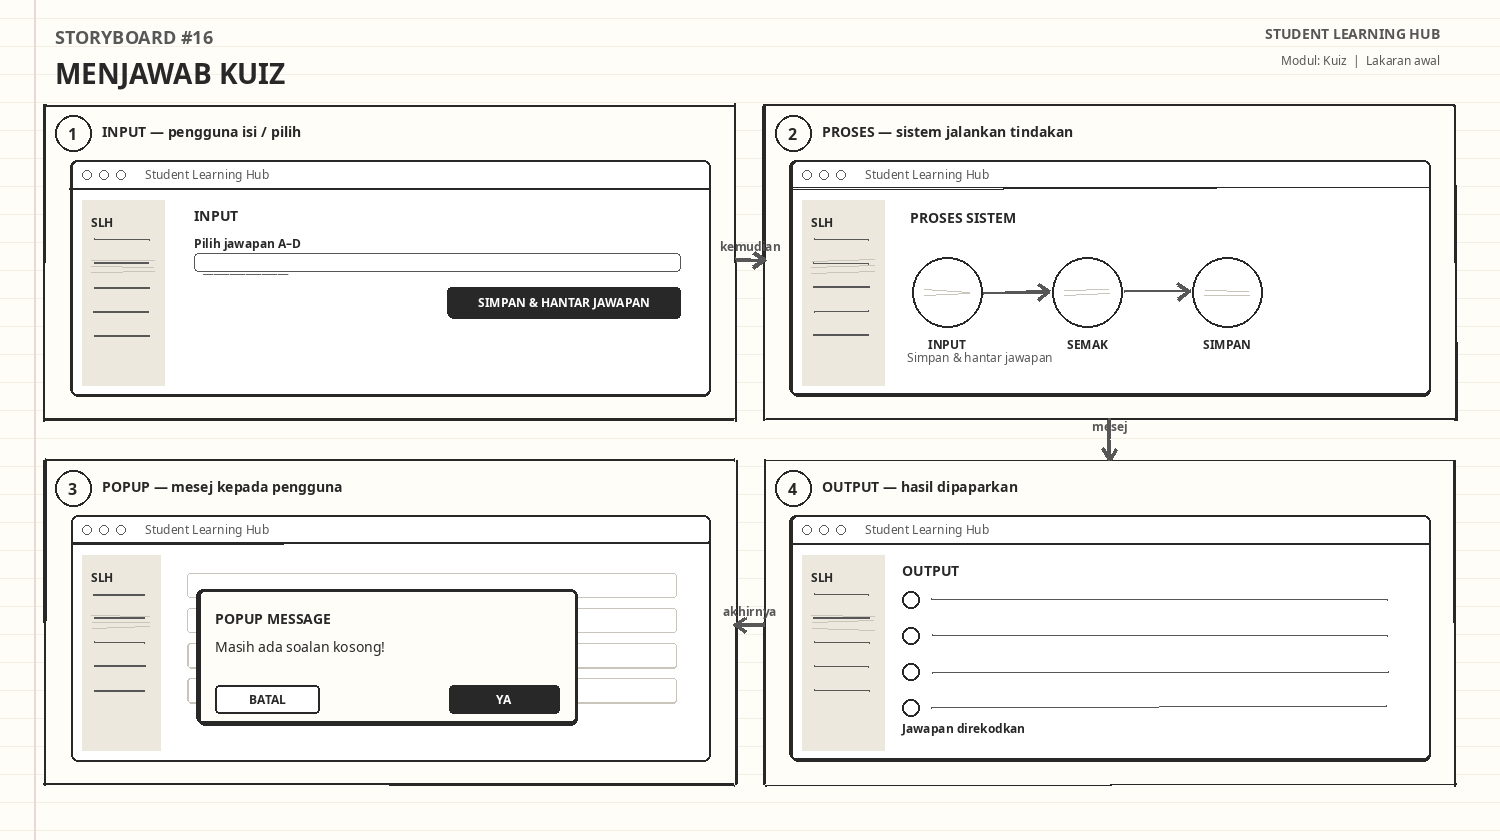 STORYBOARD #16
MENJAWAB KUIZ
STUDENT LEARNING HUB
Modul: Kuiz | Lakaran awal
1 INPUT — pengguna isi / pilih
Student Learning Hub
SLH
INPUT
Pilih jawapan A–D
SIMPAN & HANTAR JAWAPAN
kemudian
2 PROSES — sistem jalankan tindakan
Student Learning Hub
SLH
PROSES SISTEM
INPUT SEMAK SIMPAN
Simpan & hantar jawapan
mesej
3 POPUP — mesej kepada pengguna
Student Learning Hub
SLH
POPUP MESSAGE
Masih ada soalan kosong!
BATAL YA
akhirnya
4 OUTPUT — hasil dipaparkan
Student Learning Hub
SLH
OUTPUT
Jawapan direkodkan